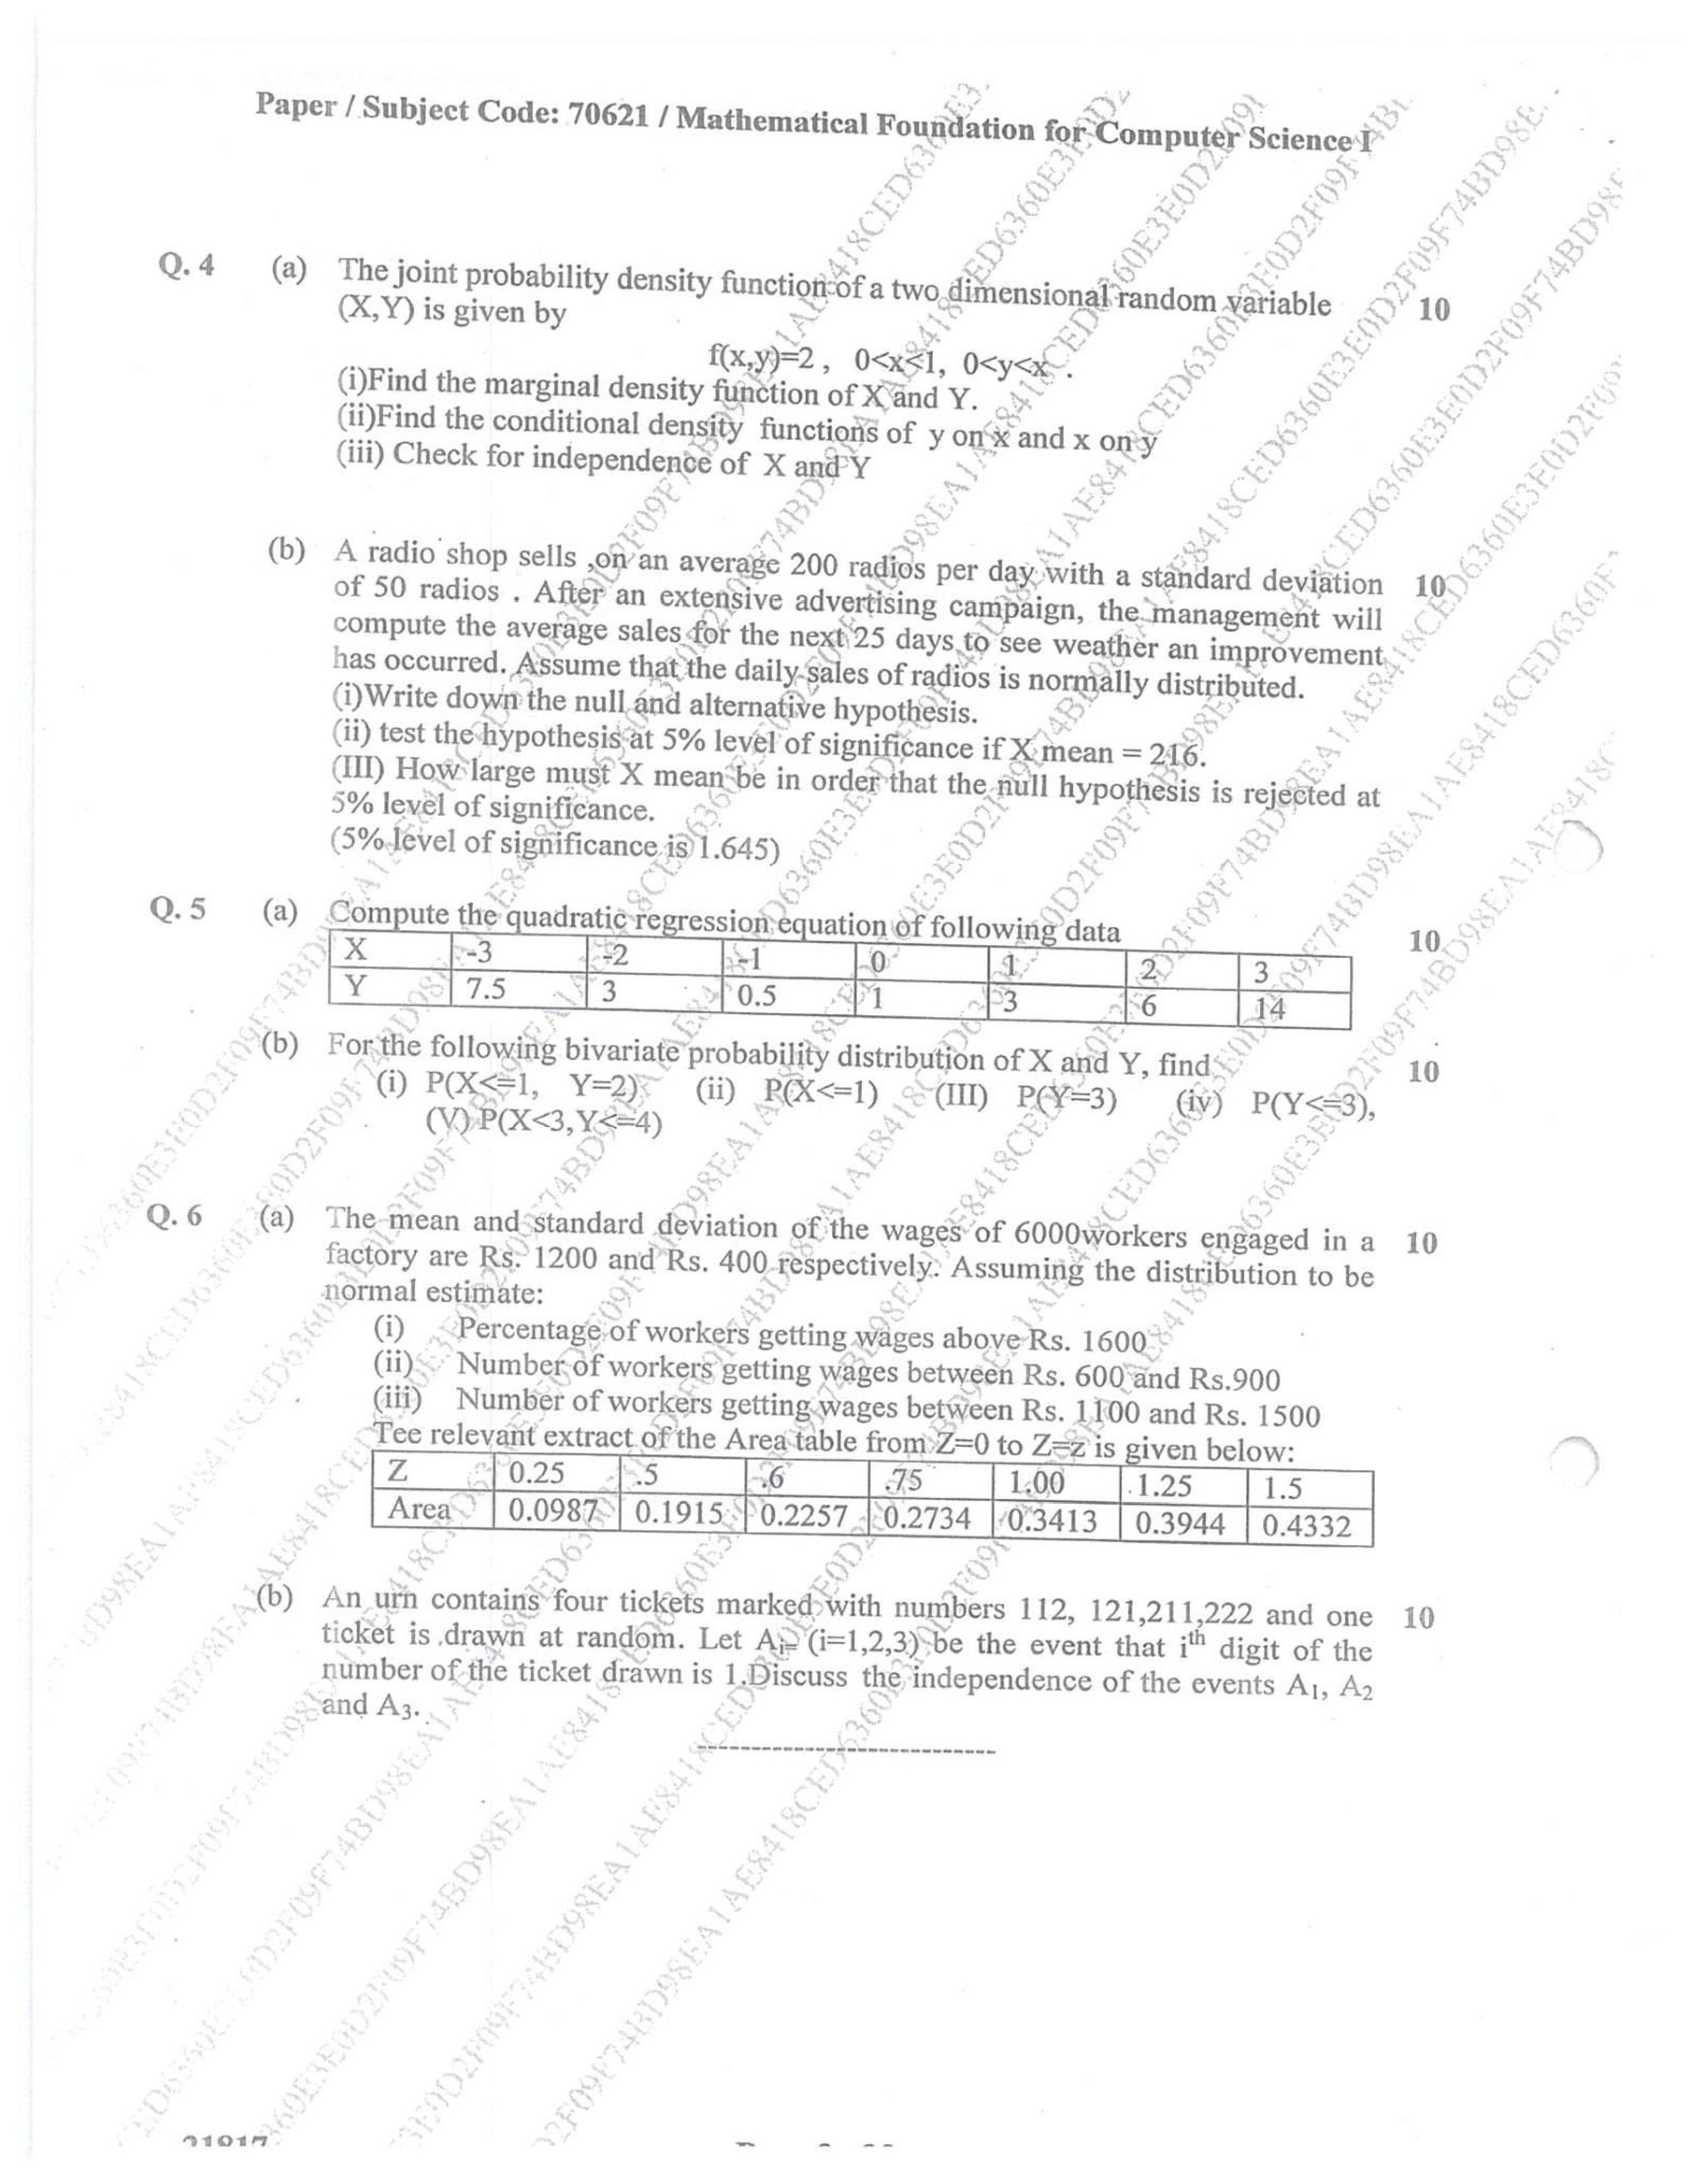 Paper / Subject Code: 70621 / Mathematical Foundation for Computer Science I
Q. 4 (a) The joint probability density function of a two dimensional random variable 10
(X,Y) is given by
f(x,y)=2 , 0<x<1, 0<y<x .
(i)Find the marginal density function of X and Y.
(ii)Find the conditional density functions of y on x and x on y
(iii) Check for independence of X and Y
(b) A radio shop sells ,on an average 200 radios per day with a standard deviation 10
of 50 radios . After an extensive advertising campaign, the management will
compute the average sales for the next 25 days to see weather an improvement
has occurred. Assume that the daily sales of radios is normally distributed.
(i)Write down the null and alternative hypothesis.
(ii) test the hypothesis at 5% level of significance if X mean = 216.
(III) How large must X mean be in order that the null hypothesis is rejected at
5% level of significance.
(5% level of significance is 1.645)
Q. 5 (a) Compute the quadratic regression equation of following data 10
X -3 -2 -1 0 1 2 3
Y 7.5 3 0.5 1 3 6 14
(b) For the following bivariate probability distribution of X and Y, find 10
(i) P(X<=1, Y=2) (ii) P(X<=1) (III) P(Y=3) (iv) P(Y<=3),
(V) P(X<3,Y<=4)
Q. 6 (a) The mean and standard deviation of the wages of 6000workers engaged in a 10
factory are Rs. 1200 and Rs. 400 respectively. Assuming the distribution to be
normal estimate:
(i) Percentage of workers getting wages above Rs. 1600
(ii) Number of workers getting wages between Rs. 600 and Rs.900
(iii) Number of workers getting wages between Rs. 1100 and Rs. 1500
Tee relevant extract of the Area table from Z=0 to Z=z is given below:
Z 0.25 .5 .6 .75 1.00 1.25 1.5
Area 0.0987 0.1915 0.2257 0.2734 0.3413 0.3944 0.4332
(b) An urn contains four tickets marked with numbers 112, 121,211,222 and one 10
ticket is drawn at random. Let Ai= (i=1,2,3) be the event that ith digit of the
number of the ticket drawn is 1.Discuss the independence of the events A1, A2
and A3.